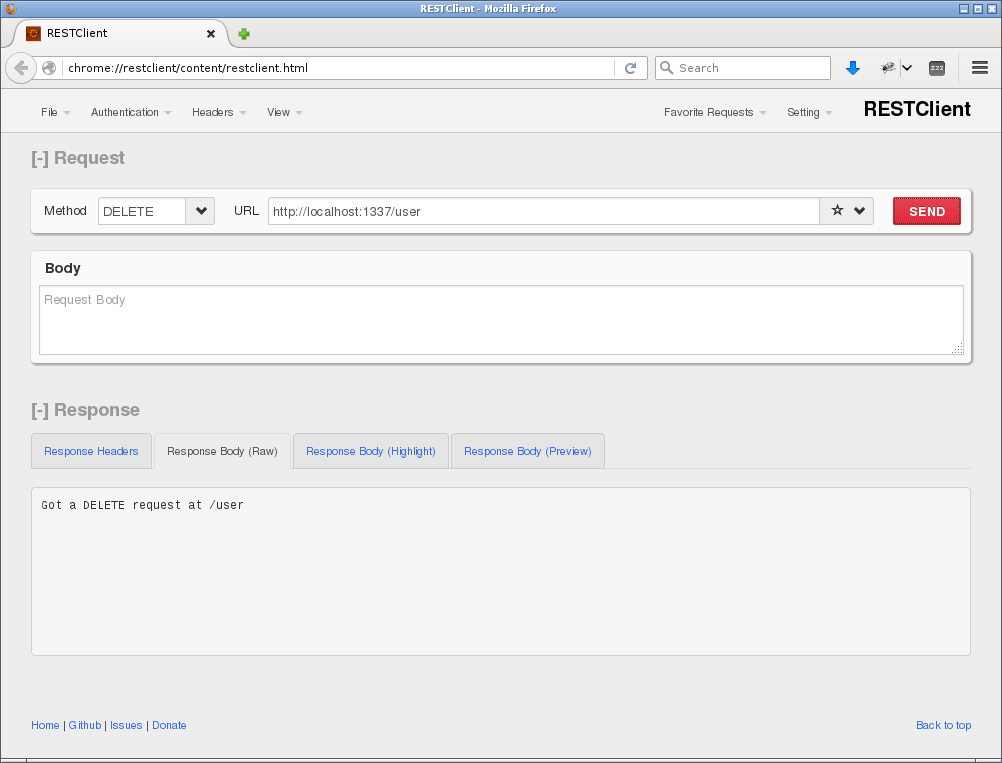 RESTClient - Mozilla Firefox
RESTClient
chrome://restclient/content/restclient.html
Search
zzz
File Authentication Headers View Favorite Requests Setting RESTClient
[-] Request
Method DELETE URL http://localhost:1337/user SEND
Body
Request Body
[-] Response
Response Headers Response Body (Raw) Response Body (Highlight) Response Body (Preview)
Got a DELETE request at /user
Home | Github | Issues | Donate Back to top